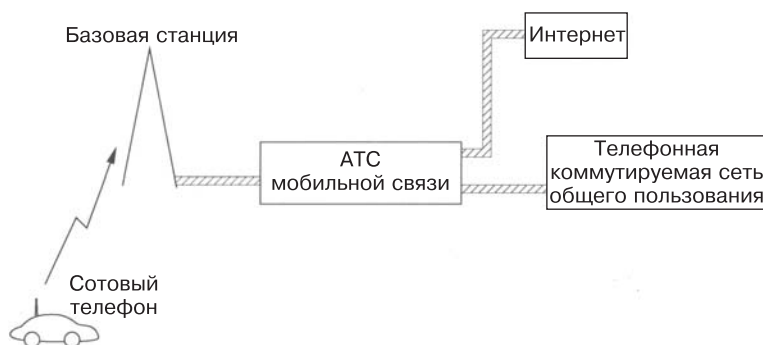 Базовая станция
Интернет
АТС
мобильной связи
Телефонная
коммутируемая сеть
общего пользования
Сотовый
телефон